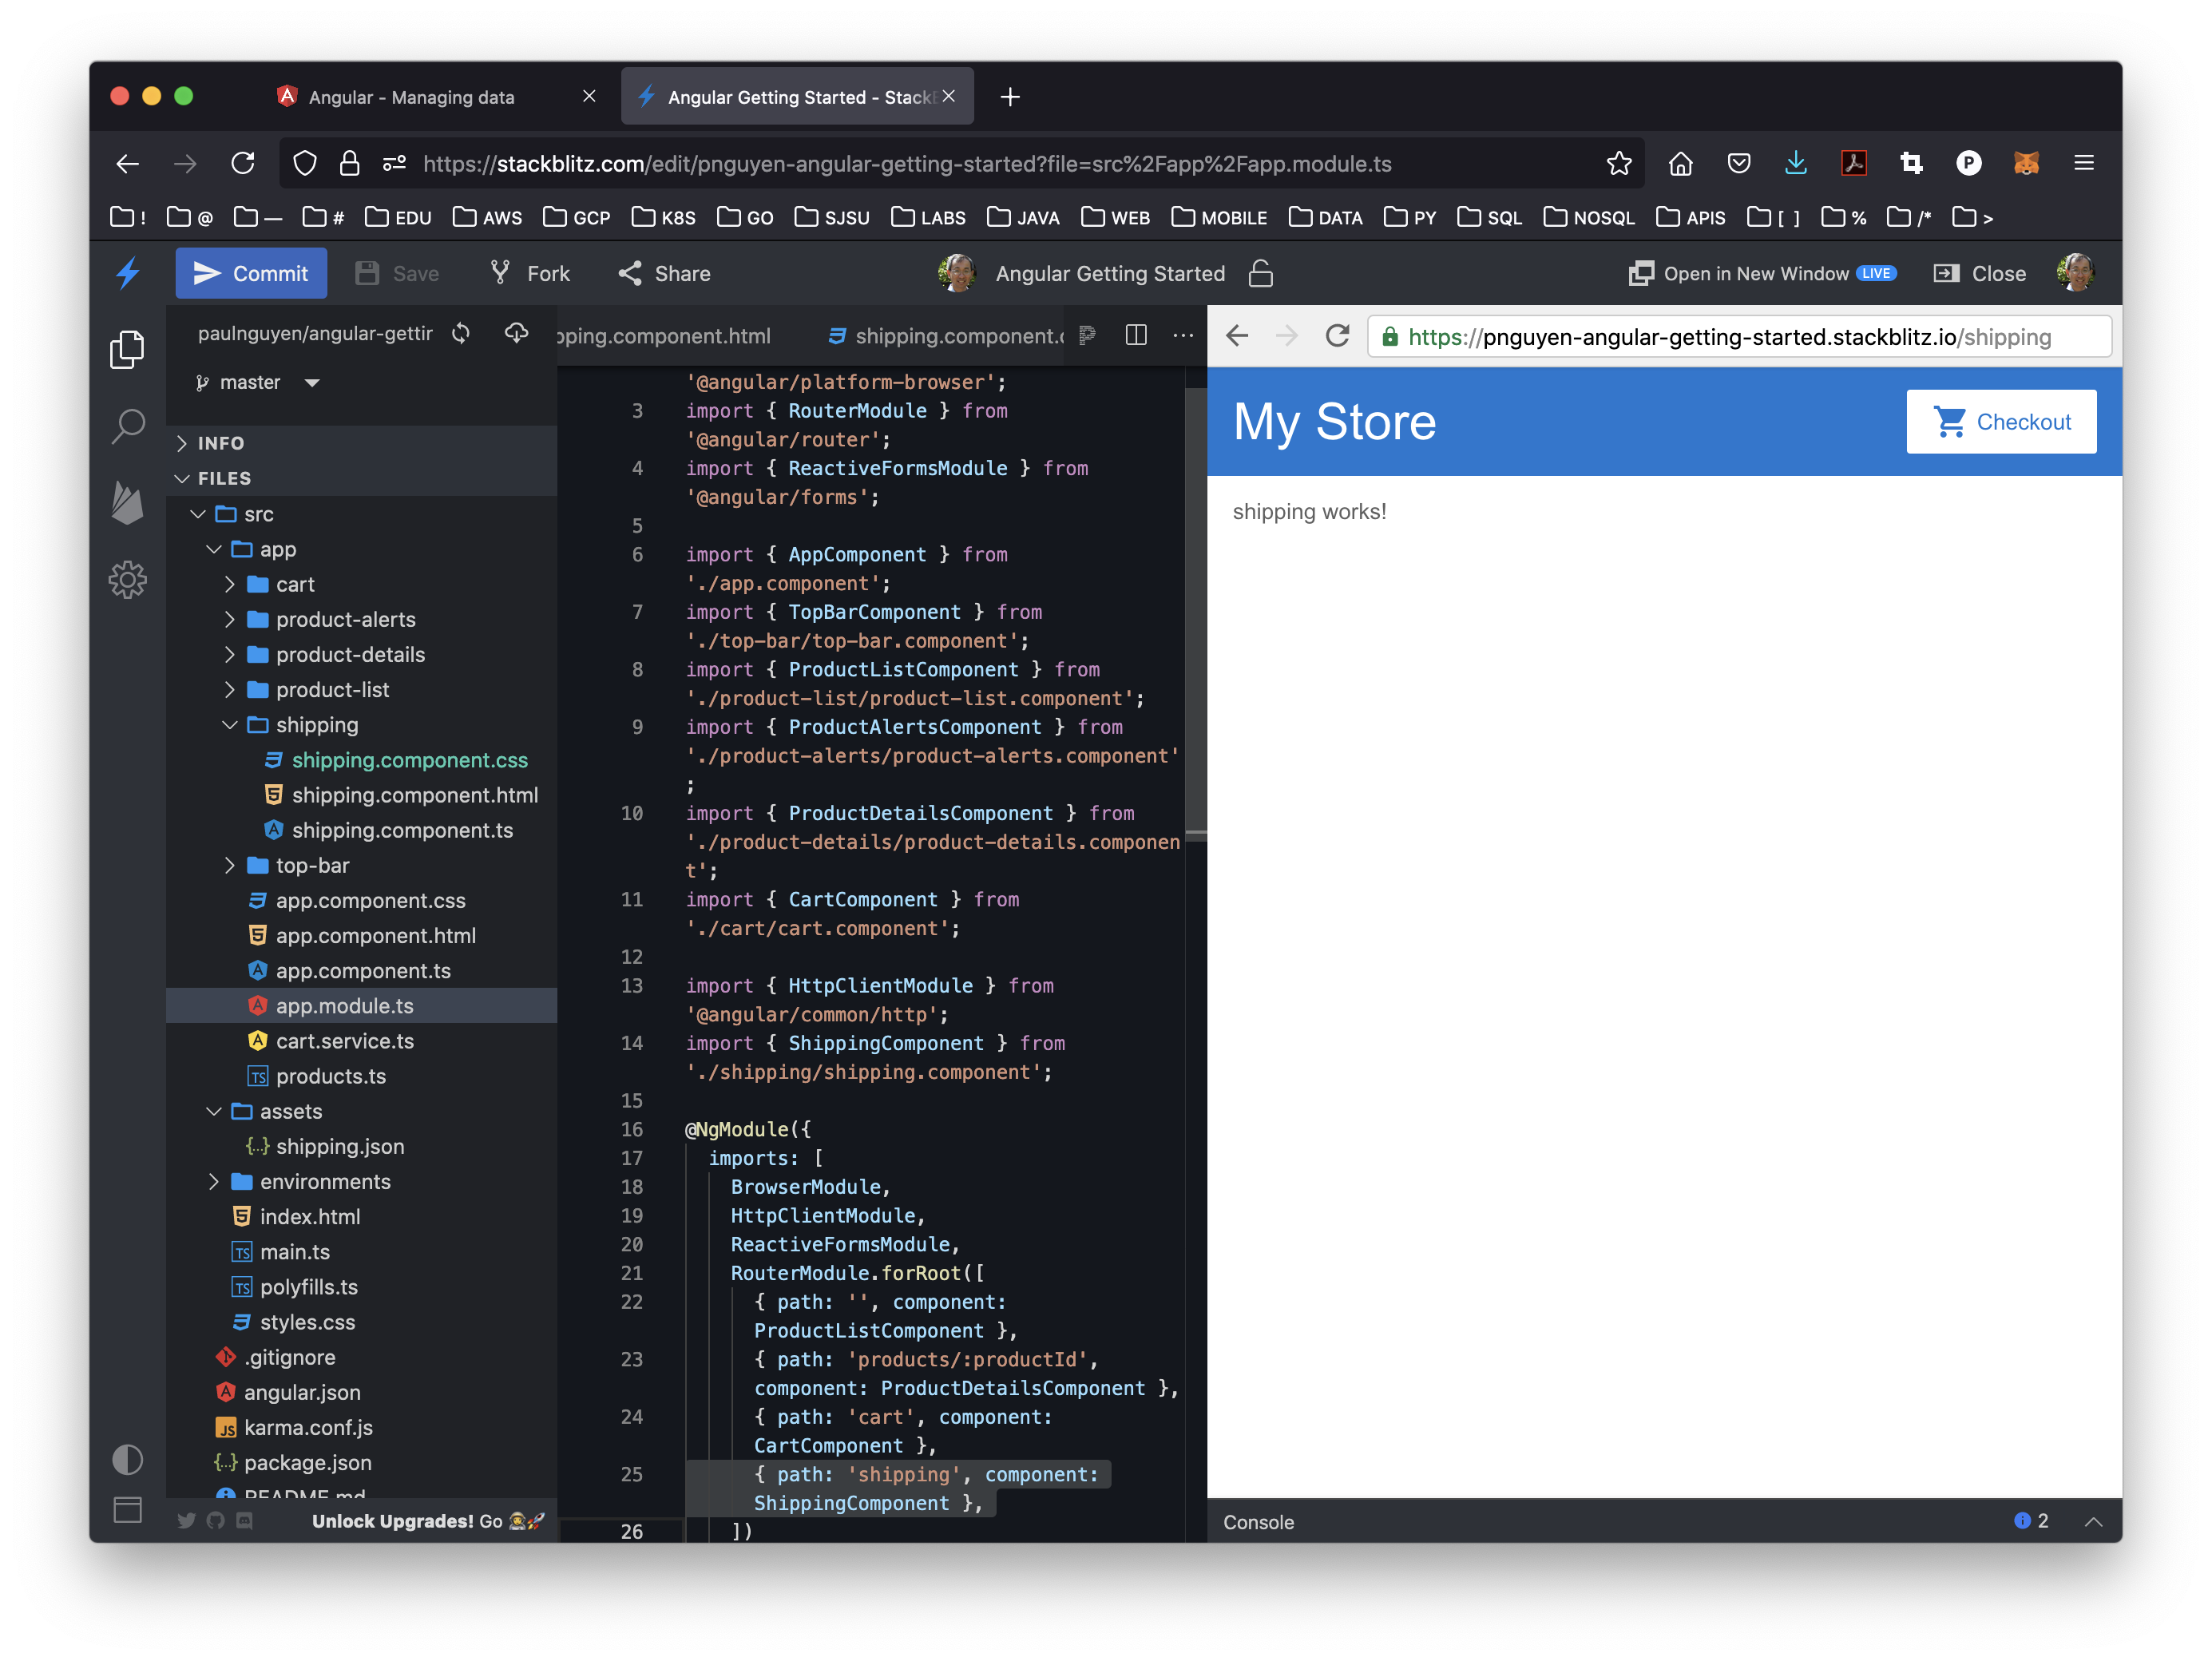 Angular - Managing data
Angular Getting Started - StackB
https://stackblitz.com/edit/pnguyen-angular-getting-started?file=src%2Fapp%2Fapp.module.ts
! @ — # EDU AWS GCP K8S GO SJSU LABS JAVA WEB MOBILE DATA PY SQL NOSQL APIS [ ] % /* >
Commit Save Fork Share Angular Getting Started Open in New Window LIVE Close
paulnguyen/angular-gettir
master
INFO
FILES
src
app
cart
product-alerts
product-details
product-list
shipping
shipping.component.css
shipping.component.html
shipping.component.ts
top-bar
app.component.css
app.component.html
app.component.ts
app.module.ts
cart.service.ts
products.ts
assets
shipping.json
environments
index.html
main.ts
polyfills.ts
styles.css
.gitignore
angular.json
karma.conf.js
package.json
README.md
Unlock Upgrades! Go
pping.component.html shipping.component.c
'@angular/platform-browser';
3 import { RouterModule } from
'@angular/router';
4 import { ReactiveFormsModule } from
'@angular/forms';
5
6 import { AppComponent } from
'./app.component';
7 import { TopBarComponent } from
'./top-bar/top-bar.component';
8 import { ProductListComponent } from
'./product-list/product-list.component';
9 import { ProductAlertsComponent } from
'./product-alerts/product-alerts.component'
;
10 import { ProductDetailsComponent } from
'./product-details/product-details.componen
t';
11 import { CartComponent } from
'./cart/cart.component';
12
13 import { HttpClientModule } from
'@angular/common/http';
14 import { ShippingComponent } from
'./shipping/shipping.component';
15
16 @NgModule({
17 imports: [
18 BrowserModule,
19 HttpClientModule,
20 ReactiveFormsModule,
21 RouterModule.forRoot([
22 { path: '', component:
ProductListComponent },
23 { path: 'products/:productId',
component: ProductDetailsComponent },
24 { path: 'cart', component:
CartComponent },
25 { path: 'shipping', component:
ShippingComponent },
26 ])
https://pnguyen-angular-getting-started.stackblitz.io/shipping
My Store
Checkout
shipping works!
Console 2